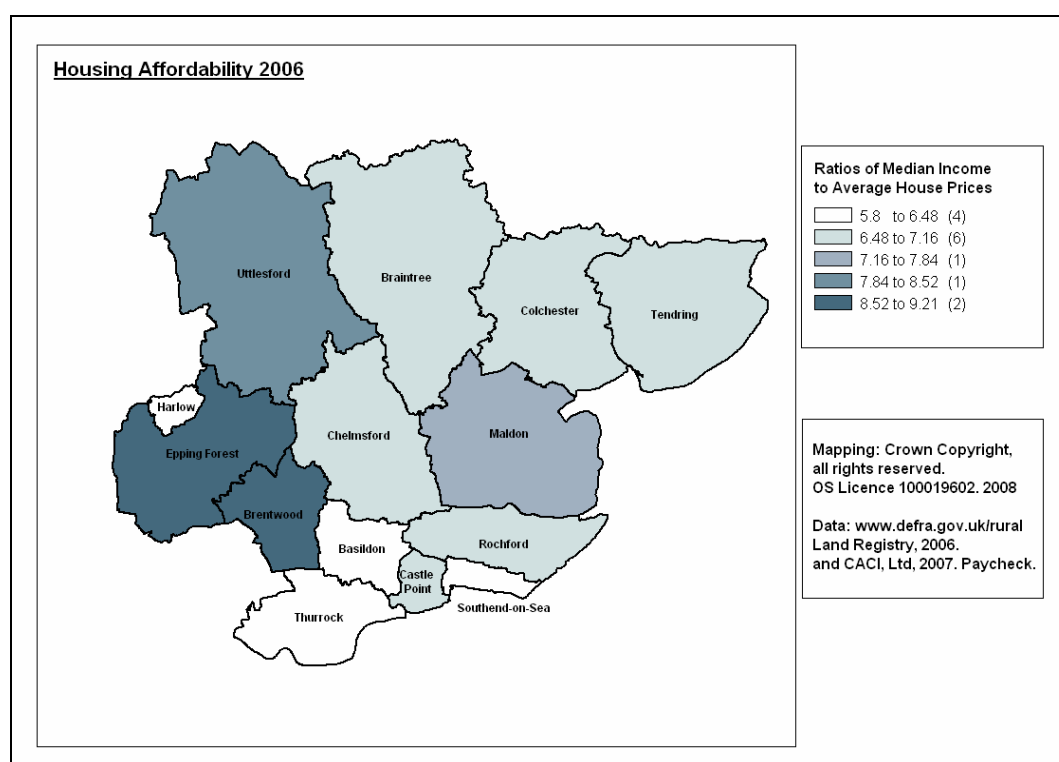 Housing Affordability 2006
Ratios of Median Income
to Average House Prices
5.8 to 6.48 (4)
6.48 to 7.16 (6)
7.16 to 7.84 (1)
7.84 to 8.52 (1)
8.52 to 9.21 (2)
Uttlesford
Braintree
Colchester
Tendring
Harlow
Epping Forest
Chelmsford
Maldon
Brentwood
Basildon
Rochford
Castle
Point
Southend-on-Sea
Thurrock
Mapping: Crown Copyright,
all rights reserved.
OS Licence 100019602. 2008
Data: www.defra.gov.uk/rural
Land Registry, 2006.
and CACI, Ltd, 2007. Paycheck.